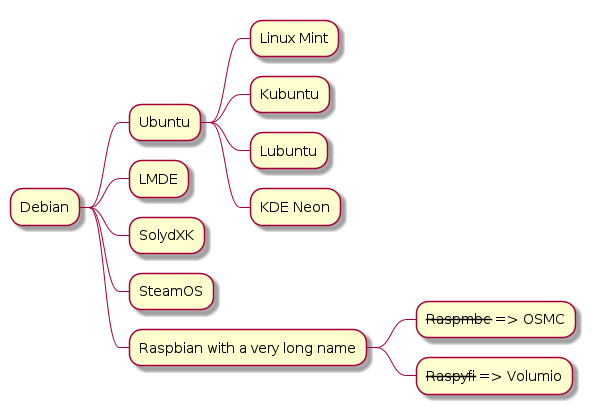 Debian
Ubuntu
Linux Mint
Kubuntu
Lubuntu
KDE Neon
LMDE
SolydXK
SteamOS
Raspbian with a very long name
Raspmbc => OSMC
Raspyfi => Volumio